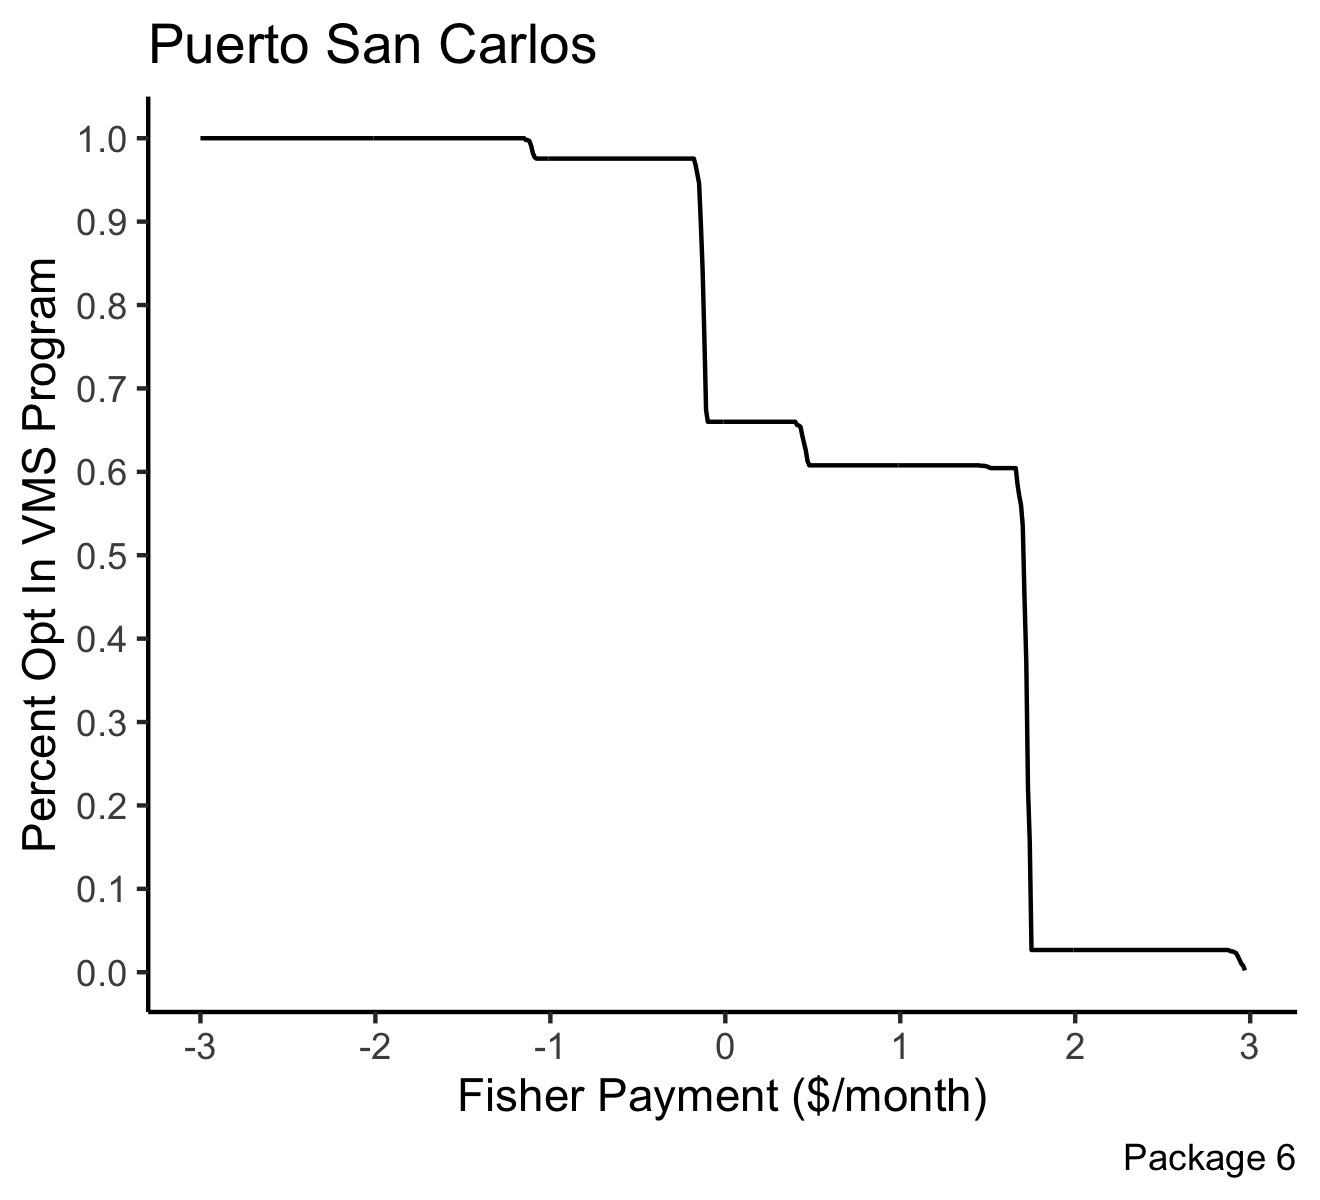 Puerto San Carlos
Percent Opt In VMS Program
1.0
0.9
0.8
0.7
0.6
0.5
0.4
0.3
0.2
0.1
0.0
-3 -2 -1 0 1 2 3
Fisher Payment ($/month)
Package 6